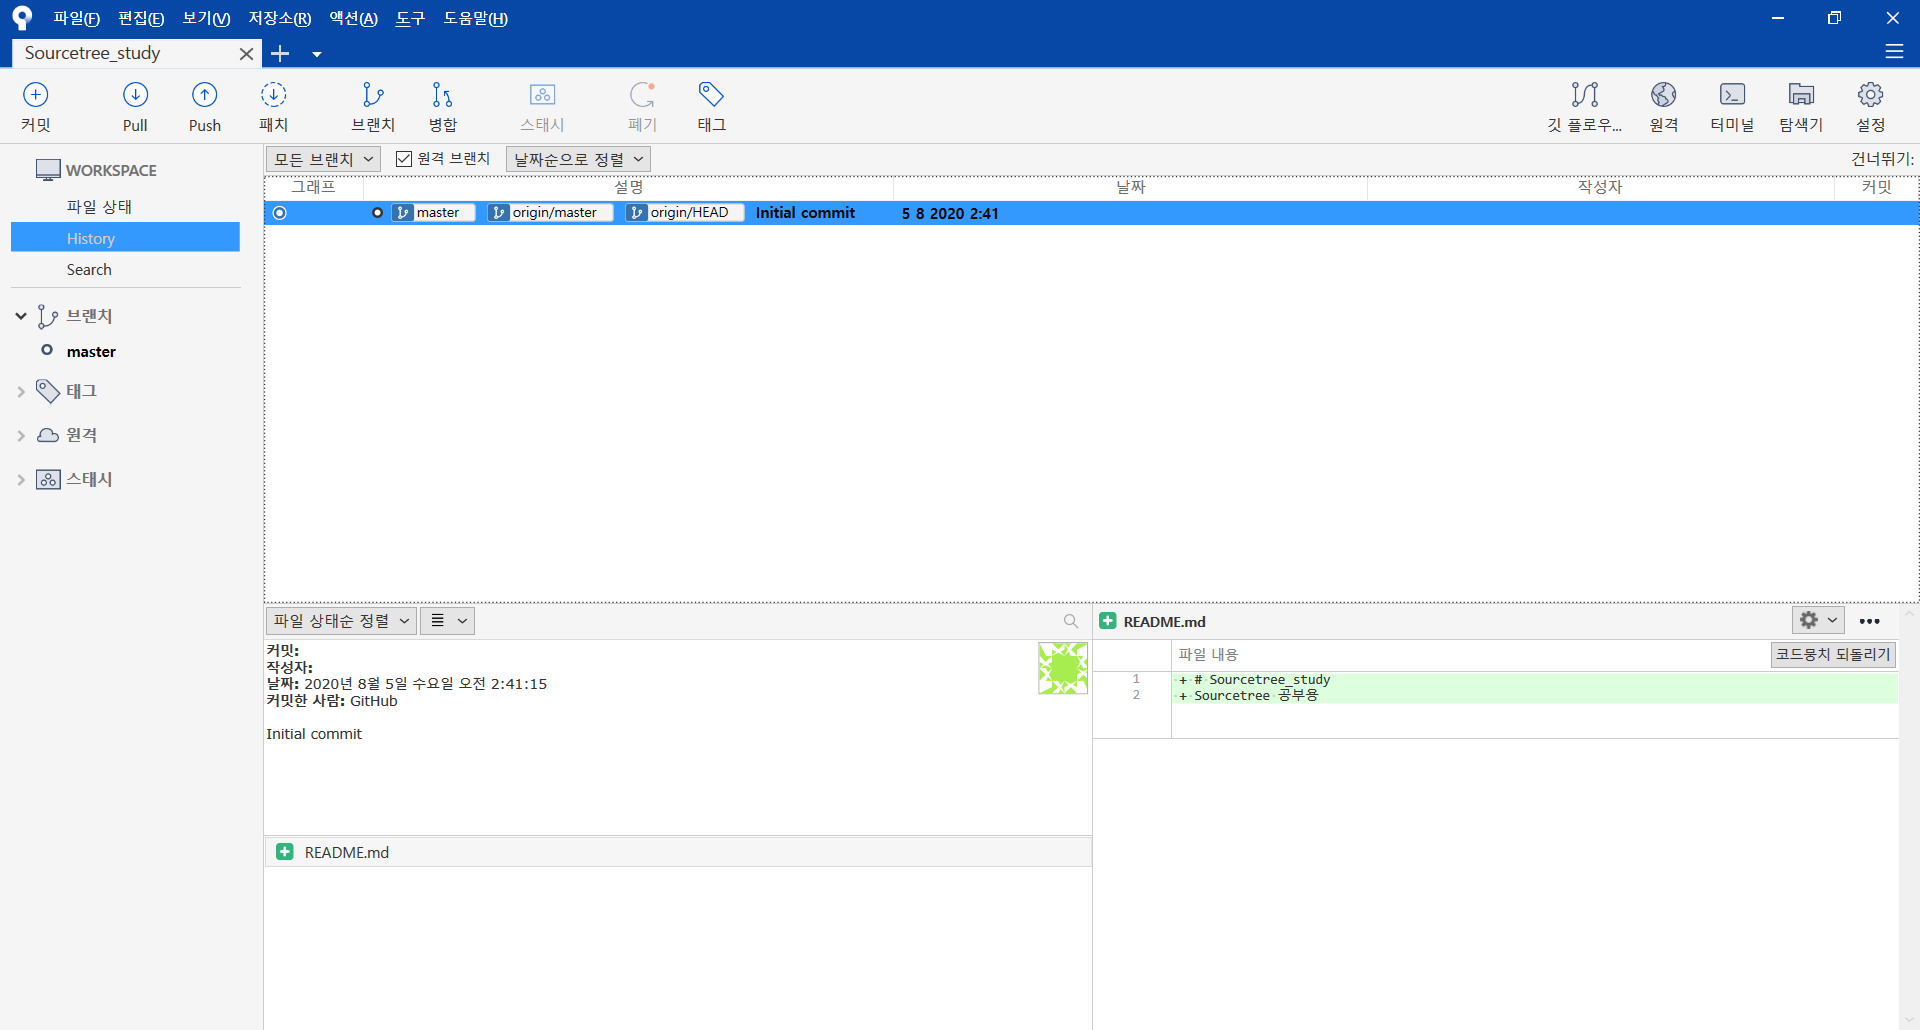 파일(F) 편집(E) 보기(V) 저장소(R) 액션(A) 도구 도움말(H)
Sourcetree_study
커밋 Pull Push 패치 브랜치 병합 스태시 폐기 태그 깃 플로우... 원격 터미널 탐색기 설정
WORKSPACE
파일 상태
History
Search
브랜치
master
태그
원격
스태시
모든 브랜치 원격 브랜치 날짜순으로 정렬 건너뛰기:
그래프 설명 날짜 작성자 커밋
master origin/master origin/HEAD Initial commit 5 8 2020 2:41
파일 상태순 정렬
커밋:
작성자:
날짜: 2020년 8월 5일 수요일 오전 2:41:15
커밋한 사람: GitHub
Initial commit
README.md
README.md
파일 내용 코드뭉치 되돌리기
1 + # Sourcetree_study
2 + Sourcetree 공부용